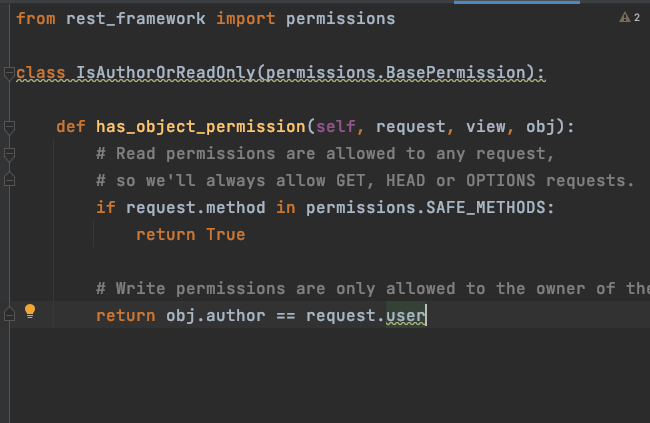 from rest_framework import permissions 2
class IsAuthorOrReadOnly(permissions.BasePermission):
def has_object_permission(self, request, view, obj):
# Read permissions are allowed to any request,
# so we'll always allow GET, HEAD or OPTIONS requests.
if request.method in permissions.SAFE_METHODS:
return True
# Write permissions are only allowed to the owner of the
return obj.author == request.user